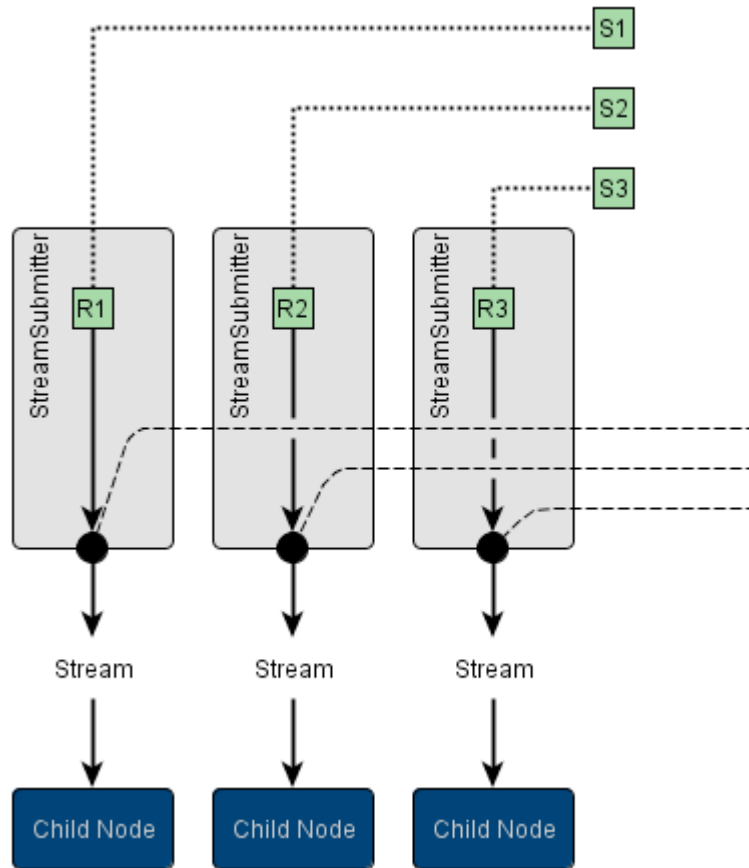 S1
S2
S3
StreamSubmitter
StreamSubmitter
StreamSubmitter
R1
R2
R3
Stream
Stream
Stream
Child Node
Child Node
Child Node